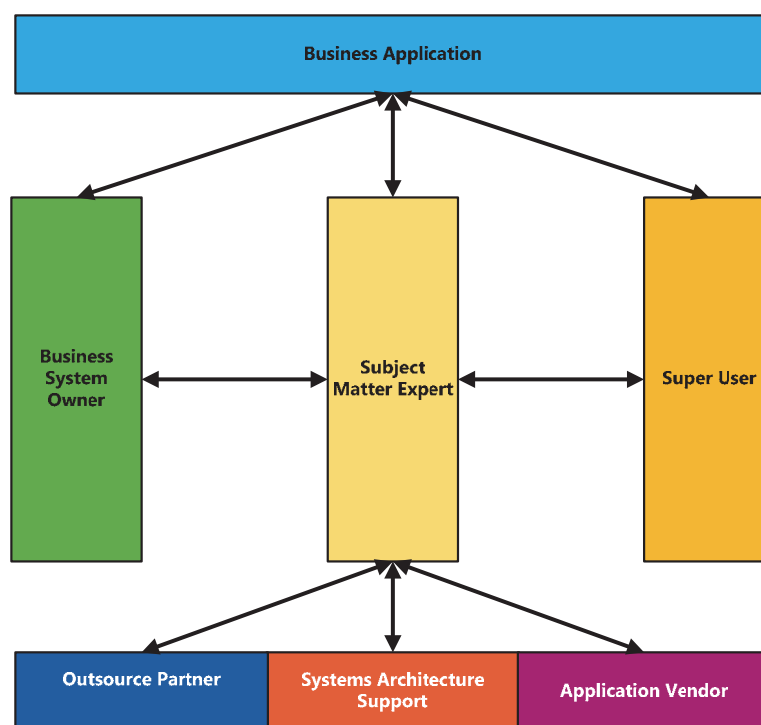 Business Application
Business
System
Owner
Subject
Matter Expert
Super User
Outsource Partner
Systems Architecture
Support
Application Vendor